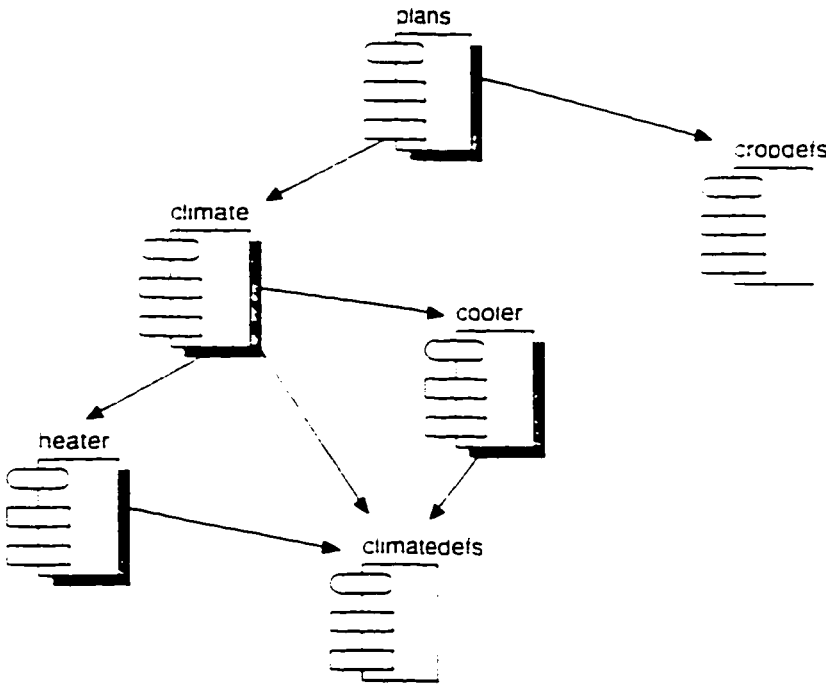 plans
cropdefs
climate
cooler
heater
climatedefs